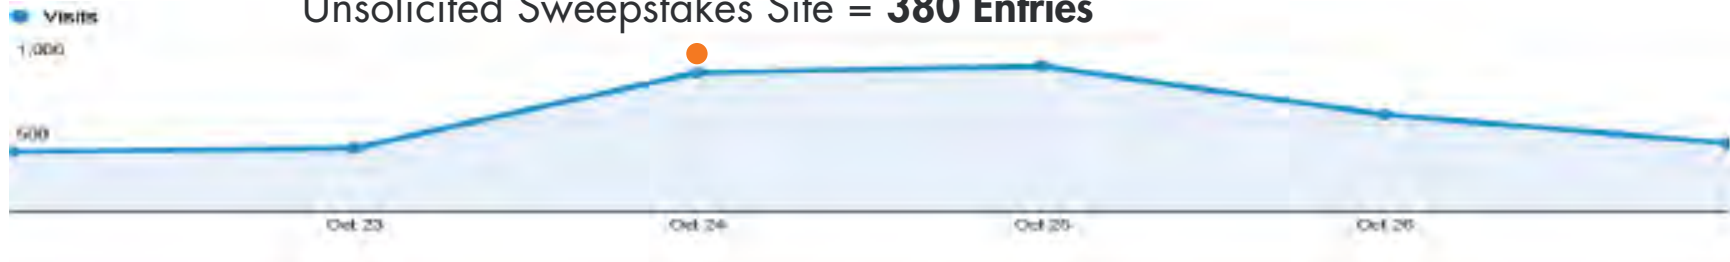 Unsolicited Sweepstakes Site = 380 Entries
Visits
1,000
500
Oct 23
Oct 24
Oct 25
Oct 26